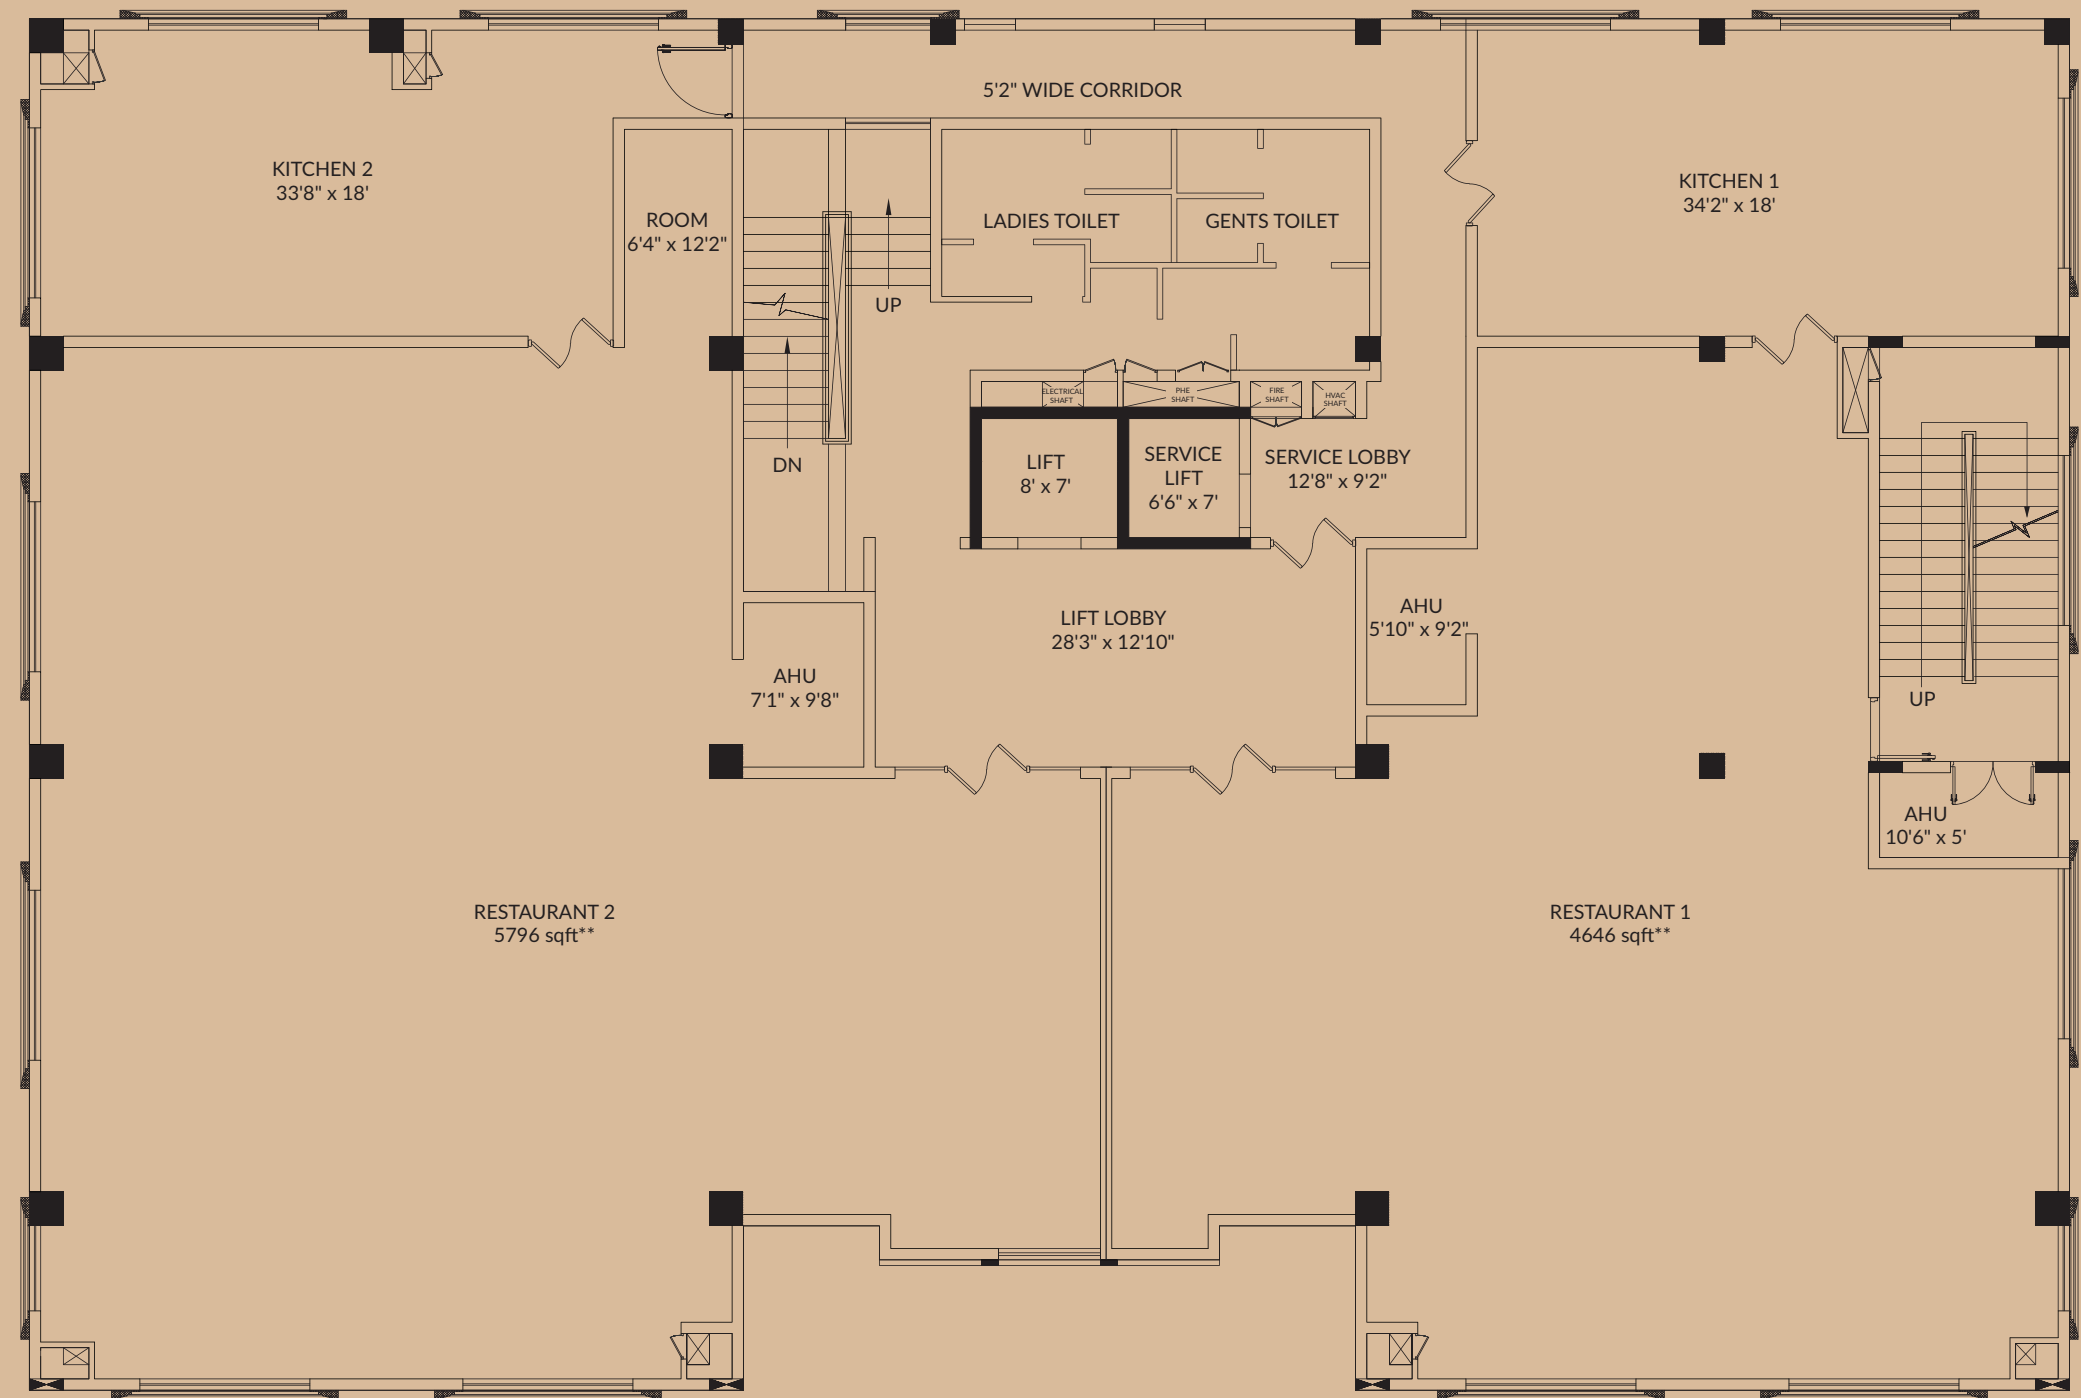 5'2" WIDE CORRIDOR
KITCHEN 2
33'8" x 18'
KITCHEN 1
34'2" x 18'
ROOM
6'4" x 12'2"
LADIES TOILET
GENTS TOILET
UP
ELECTRICAL
SHAFT
PHE
SHAFT
FIRE
SHAFT
HVAC
SHAFT
DN
LIFT
8' x 7'
SERVICE
LIFT
6'6" x 7'
SERVICE LOBBY
12'8" x 9'2"
LIFT LOBBY
28'3" x 12'10"
AHU
5'10" x 9'2"
AHU
7'1" x 9'8"
UP
AHU
10'6" x 5'
RESTAURANT 2
5796 sqft**
RESTAURANT 1
4646 sqft**